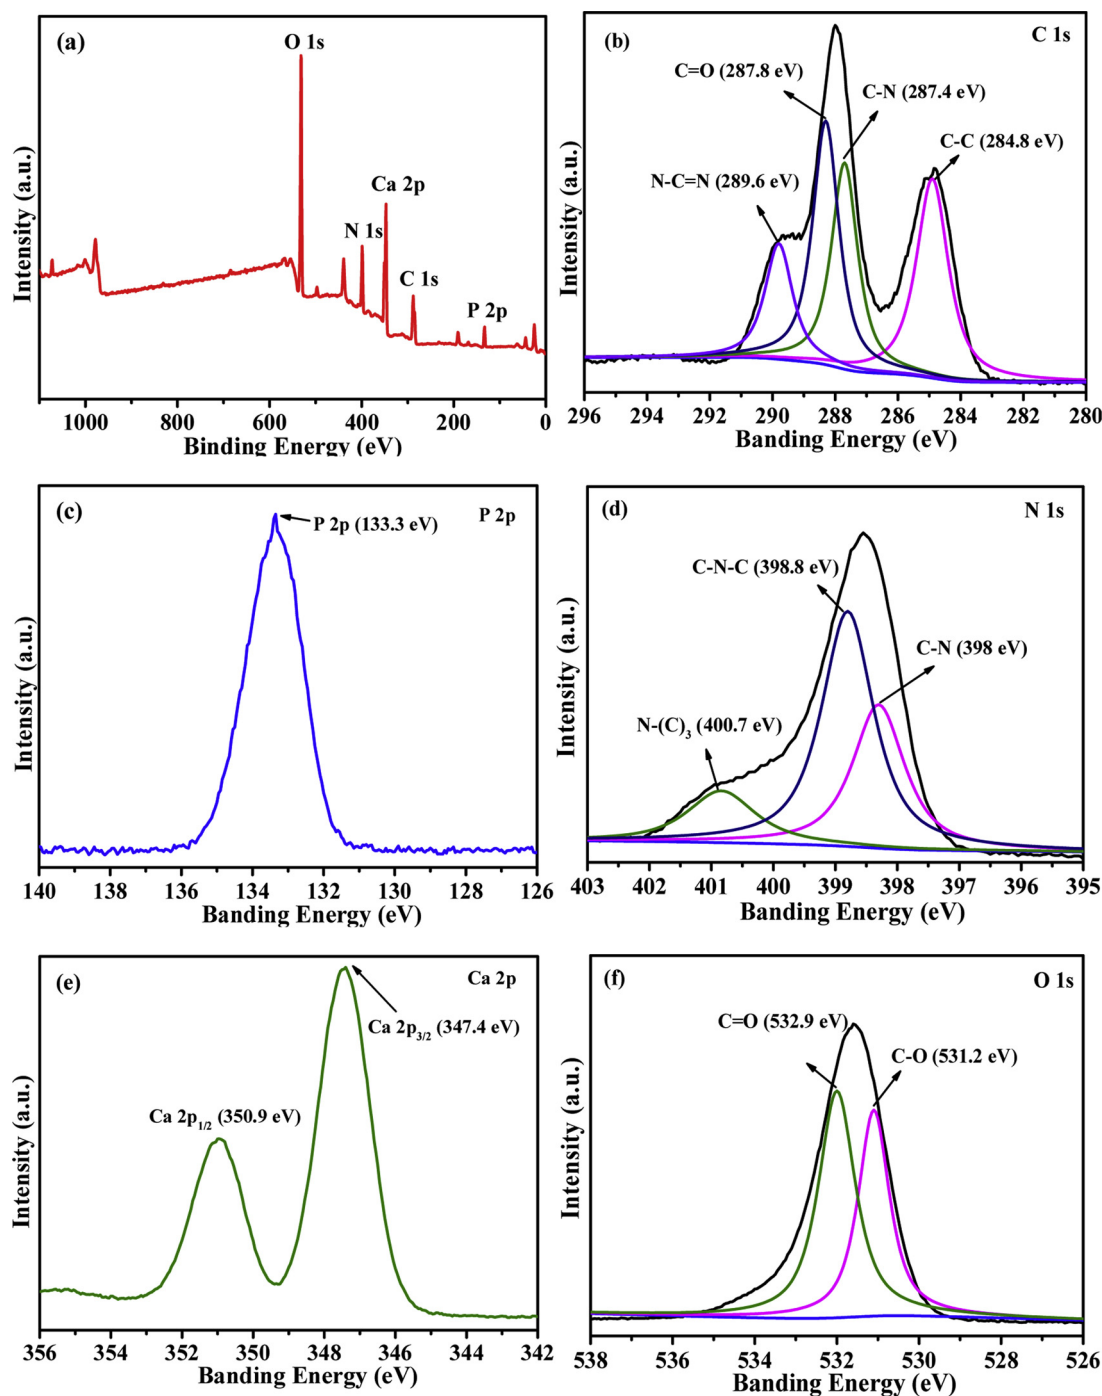 (a)
O 1s
Ca 2p
N 1s
C 1s
P 2p
Intensity (a.u.)
1000 800 600 400 200 0
Binding Energy (eV)
(b)
C 1s
C=O (287.8 eV)
C-N (287.4 eV)
C-C (284.8 eV)
N-C=N (289.6 eV)
Intensity (a.u.)
296 294 292 290 288 286 284 282 280
Banding Energy (eV)
(c)
P 2p
P 2p (133.3 eV)
Intensity (a.u.)
140 138 136 134 132 130 128 126
Banding Energy (eV)
(d)
N 1s
C-N-C (398.8 eV)
C-N (398 eV)
N-(C)₃ (400.7 eV)
Intensity (a.u.)
403 402 401 400 399 398 397 396 395
Banding Energy (eV)
(e)
Ca 2p
Ca 2p₃/₂ (347.4 eV)
Ca 2p₁/₂ (350.9 eV)
Intensity (a.u.)
356 354 352 350 348 346 344 342
Banding Energy (eV)
(f)
O 1s
C=O (532.9 eV)
C-O (531.2 eV)
Intensity (a.u.)
538 536 534 532 530 528 526
Banding Energy (eV)